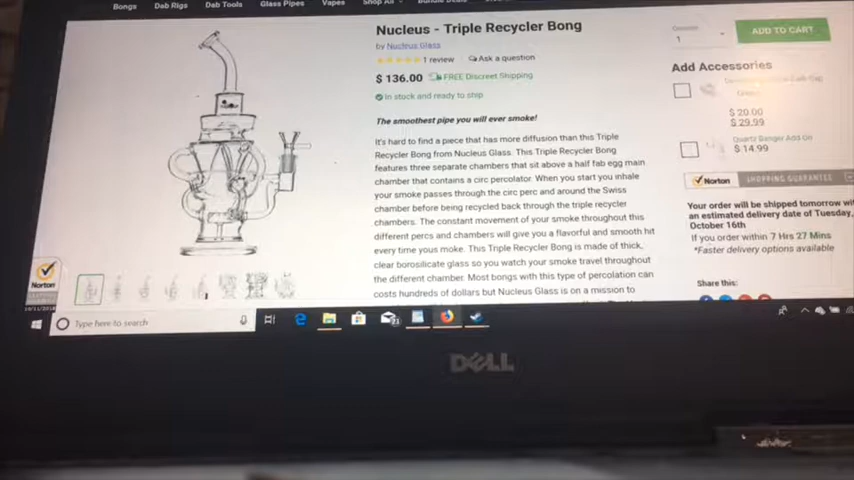 Bongs Dab Rigs Dab Tools Glass Pipes Vapes Shop All
Nucleus - Triple Recycler Bong
by Nucleus Glass
1 review Ask a question
$ 136.00 FREE Discreet Shipping
In stock and ready to ship
The smoothest pipe you will ever smoke!
It's hard to find a piece that has more diffusion than this Triple
Recycler Bong from Nucleus Glass. This Triple Recycler Bong
features three separate chambers that sit above a half fab egg main
chamber that contains a circ percolator. When you start you inhale
your smoke passes through the circ perc and around the Swiss
chamber before being recycled back through the triple recycler
chambers. The constant movement of your smoke throughout this
different percs and chambers will give you a flavorful and smooth hit
every time yous moke. This Triple Recycler Bong is made of thick,
clear borosilicate glass so you watch your smoke travel throughout
the different chamber. Most bongs with this type of percolation can
costs hundreds of dollars but Nucleus Glass is on a mission to
1
ADD TO CART
Add Accessories
$ 20.00
$ 29.99
Quartz Banger Add On
$ 14.99
Norton SHOPPING GUARANTEE
Your order will be shipped tomorrow
an estimated delivery date of Tuesday,
October 16th
If you order within 7 Hrs 27 Mins
*Faster delivery options available
Share this:
Norton
Type here to search
DELL